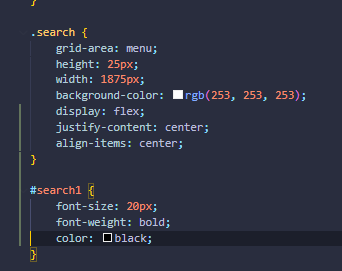 }
.search {
grid-area: menu;
height: 25px;
width: 1875px;
background-color: rgb(253, 253, 253);
display: flex;
justify-content: center;
align-items: center;
}
#search1 {
font-size: 20px;
font-weight: bold;
color: black;
}